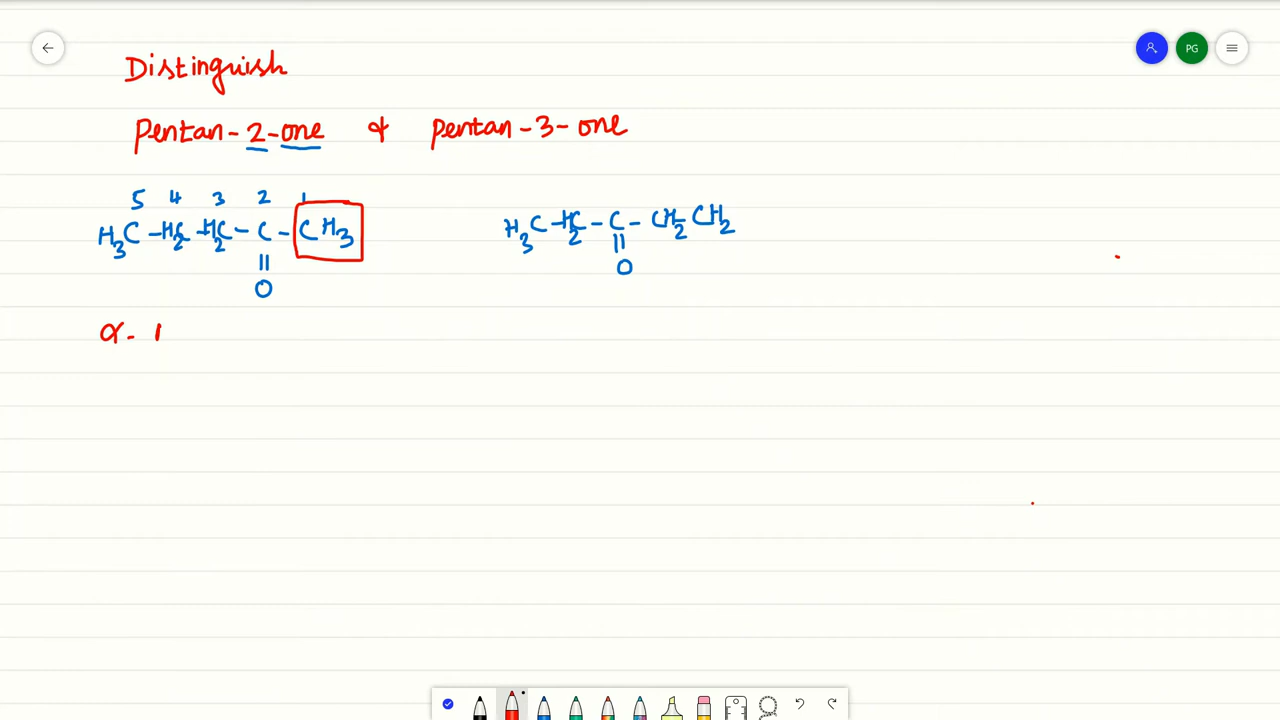 PG
Distinguish
Pentan-2-one & pentan-3-one
5 4 3 2 1
H3C-H2C-H2C-C-CH3
||
O
H3C-H2C-C-CH2CH2
||
O
α-